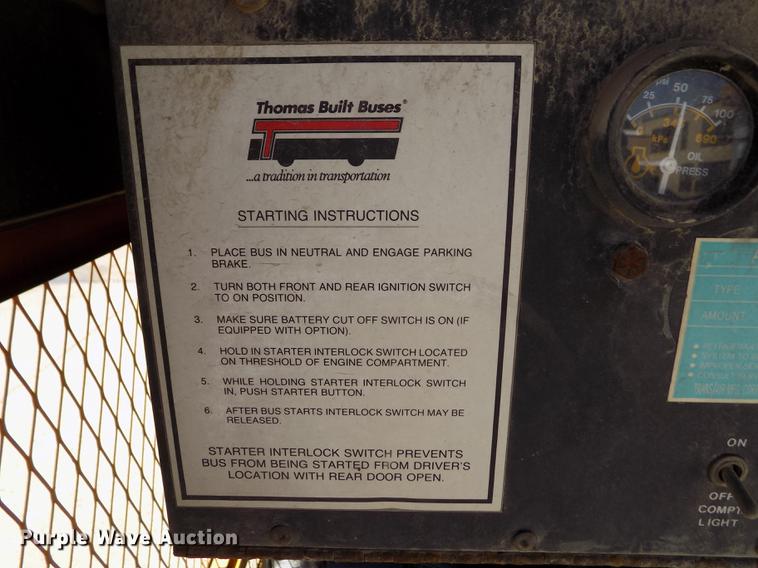 Thomas Built Buses®
...a tradition in transportation
STARTING INSTRUCTIONS
1. PLACE BUS IN NEUTRAL AND ENGAGE PARKING
BRAKE.
2. TURN BOTH FRONT AND REAR IGNITION SWITCH
TO ON POSITION.
3. MAKE SURE BATTERY CUT OFF SWITCH IS ON (IF
EQUIPPED WITH OPTION).
4. HOLD IN STARTER INTERLOCK SWITCH LOCATED
ON THRESHOLD OF ENGINE COMPARTMENT.
5. WHILE HOLDING STARTER INTERLOCK SWITCH
IN, PUSH STARTER BUTTON.
6. AFTER BUS STARTS INTERLOCK SWITCH MAY BE
RELEASED.
STARTER INTERLOCK SWITCH PREVENTS
BUS FROM BEING STARTED FROM DRIVER'S
LOCATION WITH REAR DOOR OPEN.
psi
25 50 75 100
0 690
kPa
OIL
PRESS
TYPE
AMOUNT
ON
OFF
COMPT.
LIGHT
Purple Wave Auction